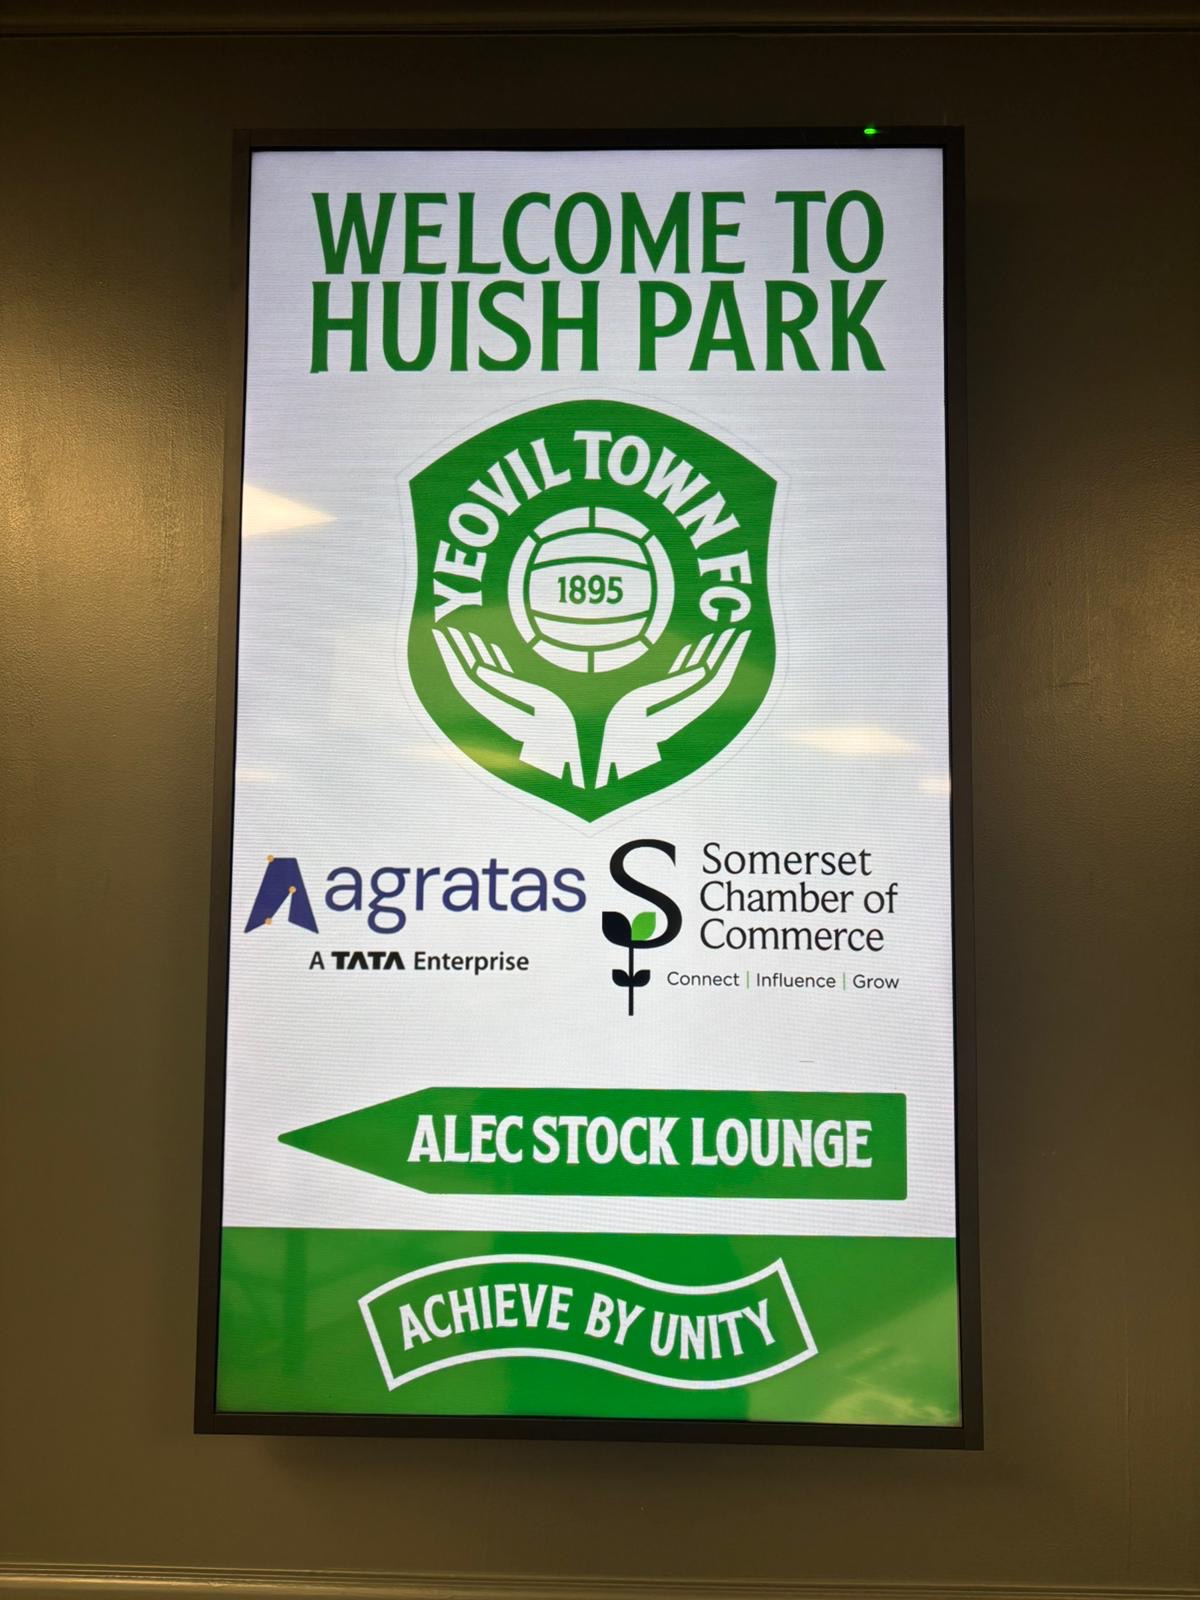 WELCOME TO
HUISH PARK
YEOVIL TOWN FC
1895
agratas
A TATA Enterprise
Somerset
Chamber of
Commerce
Connect | Influence | Grow
ALEC STOCK LOUNGE
ACHIEVE BY UNITY